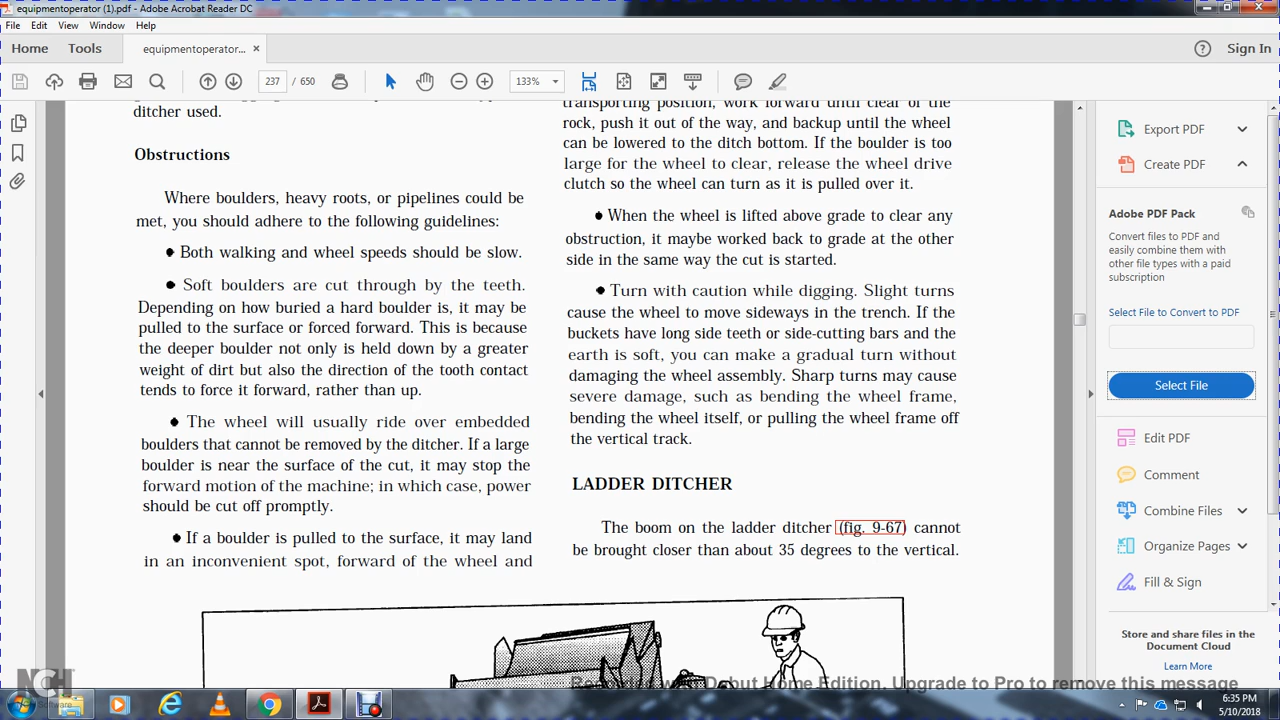 equipmentoperator (1).pdf - Adobe Acrobat Reader DC
File Edit View Window Help
Home Tools equipmentoperator... × Sign In
237 / 650 133%
ditcher used.
Obstructions
Where boulders, heavy roots, or pipelines could be
met, you should adhere to the following guidelines:
● Both walking and wheel speeds should be slow.
● Soft boulders are cut through by the teeth.
Depending on how buried a hard boulder is, it may be
pulled to the surface or forced forward. This is because
the deeper boulder not only is held down by a greater
weight of dirt but also the direction of the tooth contact
tends to force it forward, rather than up.
● The wheel will usually ride over embedded
boulders that cannot be removed by the ditcher. If a large
boulder is near the surface of the cut, it may stop the
forward motion of the machine; in which case, power
should be cut off promptly.
● If a boulder is pulled to the surface, it may land
in an inconvenient spot, forward of the wheel and
transporting position, work forward until clear of the
rock, push it out of the way, and backup until the wheel
can be lowered to the ditch bottom. If the boulder is too
large for the wheel to clear, release the wheel drive
clutch so the wheel can turn as it is pulled over it.
● When the wheel is lifted above grade to clear any
obstruction, it maybe worked back to grade at the other
side in the same way the cut is started.
● Turn with caution while digging. Slight turns
cause the wheel to move sideways in the trench. If the
buckets have long side teeth or side-cutting bars and the
earth is soft, you can make a gradual turn without
damaging the wheel assembly. Sharp turns may cause
severe damage, such as bending the wheel frame,
bending the wheel itself, or pulling the wheel frame off
the vertical track.
LADDER DITCHER
The boom on the ladder ditcher (fig. 9-67) cannot
be brought closer than about 35 degrees to the vertical.
Export PDF
Create PDF
Adobe PDF Pack
Convert files to PDF and
easily combine them with
other file types with a paid
subscription
Select File to Convert to PDF
Select File
Edit PDF
Comment
Combine Files
Organize Pages
Fill & Sign
Store and share files in the
Document Cloud
Learn More
NCH
Software
Debut Home Edition. Upgrade to Pro to remove this message
6:35 PM
5/10/2018